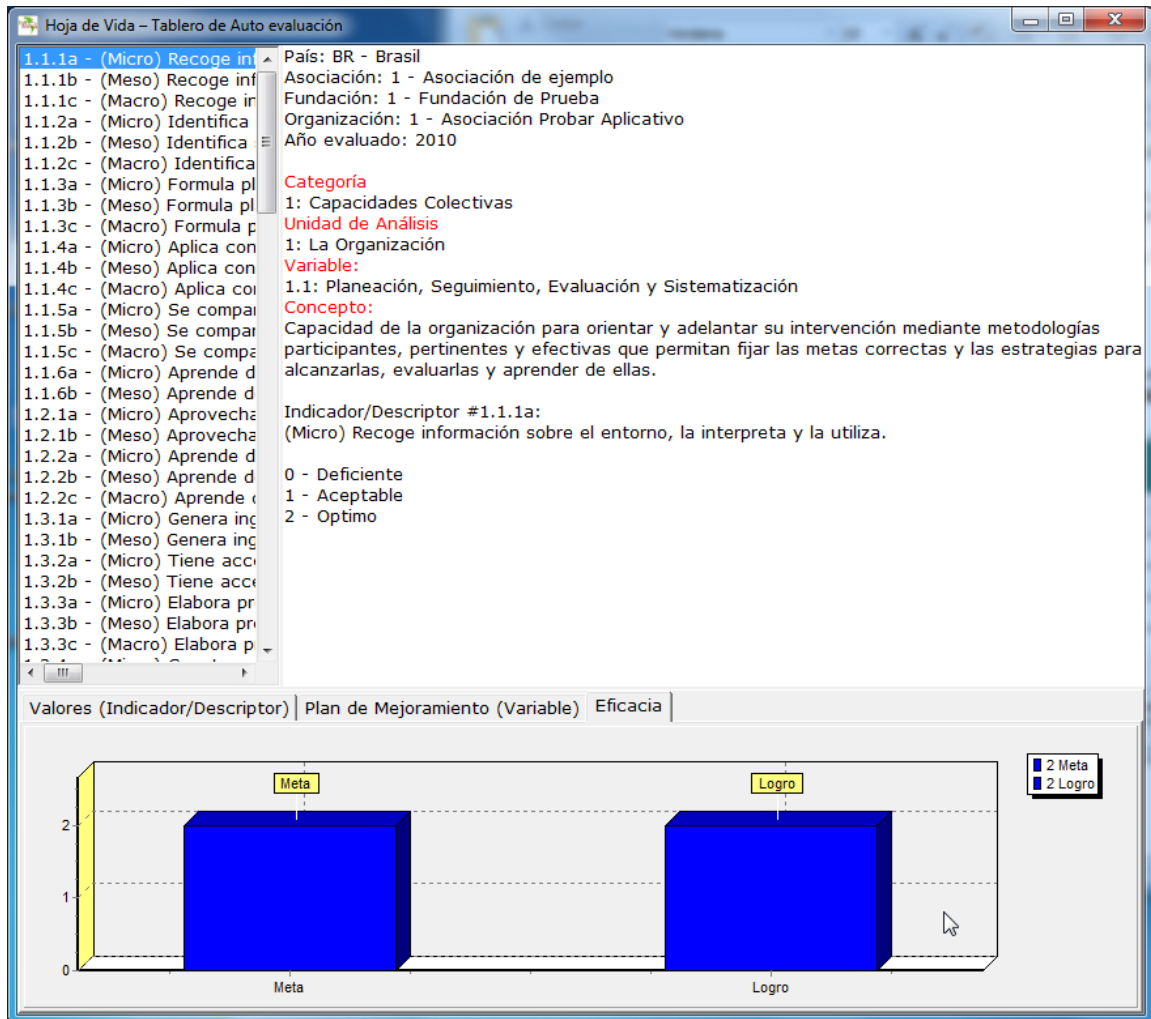 Hoja de Vida – Tablero de Auto evaluación
1.1.1a - (Micro) Recoge inf
1.1.1b - (Meso) Recoge inf
1.1.1c - (Macro) Recoge in
1.1.2a - (Micro) Identifica
1.1.2b - (Meso) Identifica
1.1.2c - (Macro) Identifica
1.1.3a - (Micro) Formula pl
1.1.3b - (Meso) Formula pl
1.1.3c - (Macro) Formula p
1.1.4a - (Micro) Aplica con
1.1.4b - (Meso) Aplica con
1.1.4c - (Macro) Aplica co
1.1.5a - (Micro) Se compa
1.1.5b - (Meso) Se compa
1.1.5c - (Macro) Se compa
1.1.6a - (Micro) Aprende d
1.1.6b - (Meso) Aprende d
1.2.1a - (Micro) Aprovecha
1.2.1b - (Meso) Aprovecha
1.2.2a - (Micro) Aprende d
1.2.2b - (Meso) Aprende d
1.2.2c - (Macro) Aprende
1.3.1a - (Micro) Genera ing
1.3.1b - (Meso) Genera ing
1.3.2a - (Micro) Tiene acc
1.3.2b - (Meso) Tiene acce
1.3.3a - (Micro) Elabora pr
1.3.3b - (Meso) Elabora pr
1.3.3c - (Macro) Elabora p
País: BR - Brasil
Asociación: 1 - Asociación de ejemplo
Fundación: 1 - Fundación de Prueba
Organización: 1 - Asociación Probar Aplicativo
Año evaluado: 2010
Categoría
1: Capacidades Colectivas
Unidad de Análisis
1: La Organización
Variable:
1.1: Planeación, Seguimiento, Evaluación y Sistematización
Concepto:
Capacidad de la organización para orientar y adelantar su intervención mediante metodologías
participantes, pertinentes y efectivas que permitan fijar las metas correctas y las estrategias para
alcanzarlas, evaluarlas y aprender de ellas.
Indicador/Descriptor #1.1.1a:
(Micro) Recoge información sobre el entorno, la interpreta y la utiliza.
0 - Deficiente
1 - Aceptable
2 - Optimo
Valores (Indicador/Descriptor) Plan de Mejoramiento (Variable) Eficacia
Meta Logro
2 Meta
2 Logro
2
1
0
Meta Logro